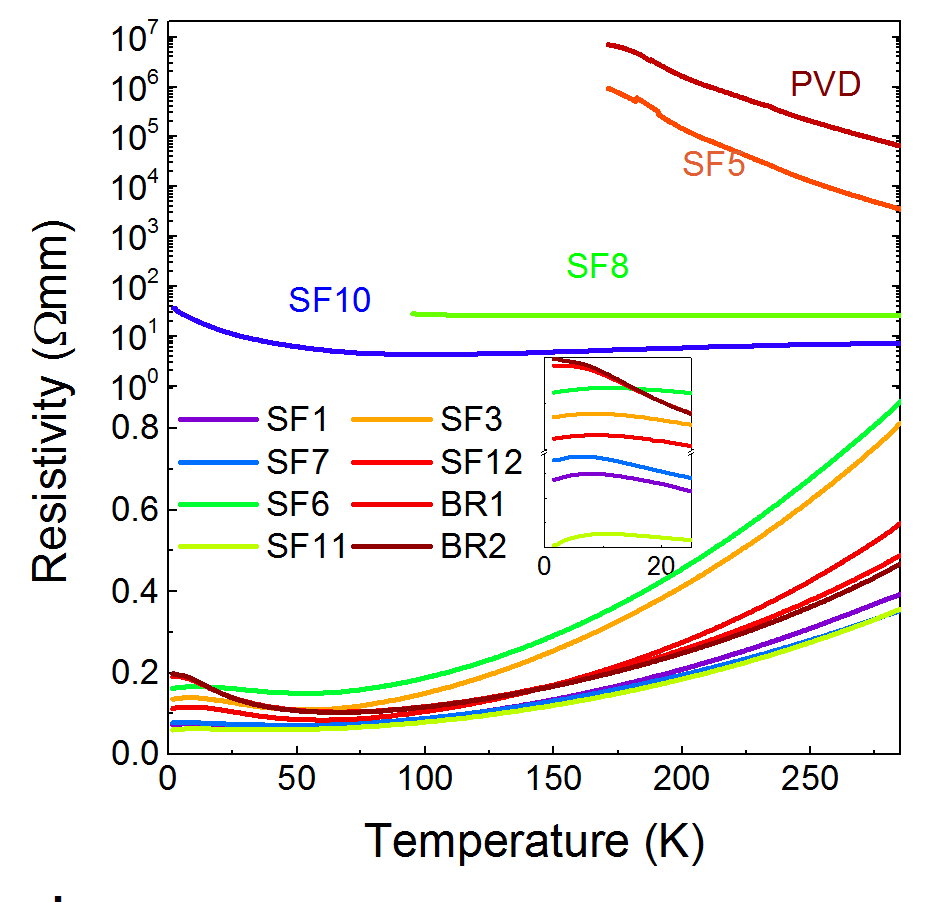 10⁷
10⁶
10⁵
10⁴
10³
10²
10¹
10⁰
0.8
0.6
0.4
0.2
0.0
Resistivity (Ωmm)
PVD
SF5
SF8
SF10
SF1 SF3
SF7 SF12
SF6 BR1
SF11 BR2
0 20
0 50 100 150 200 250
Temperature (K)